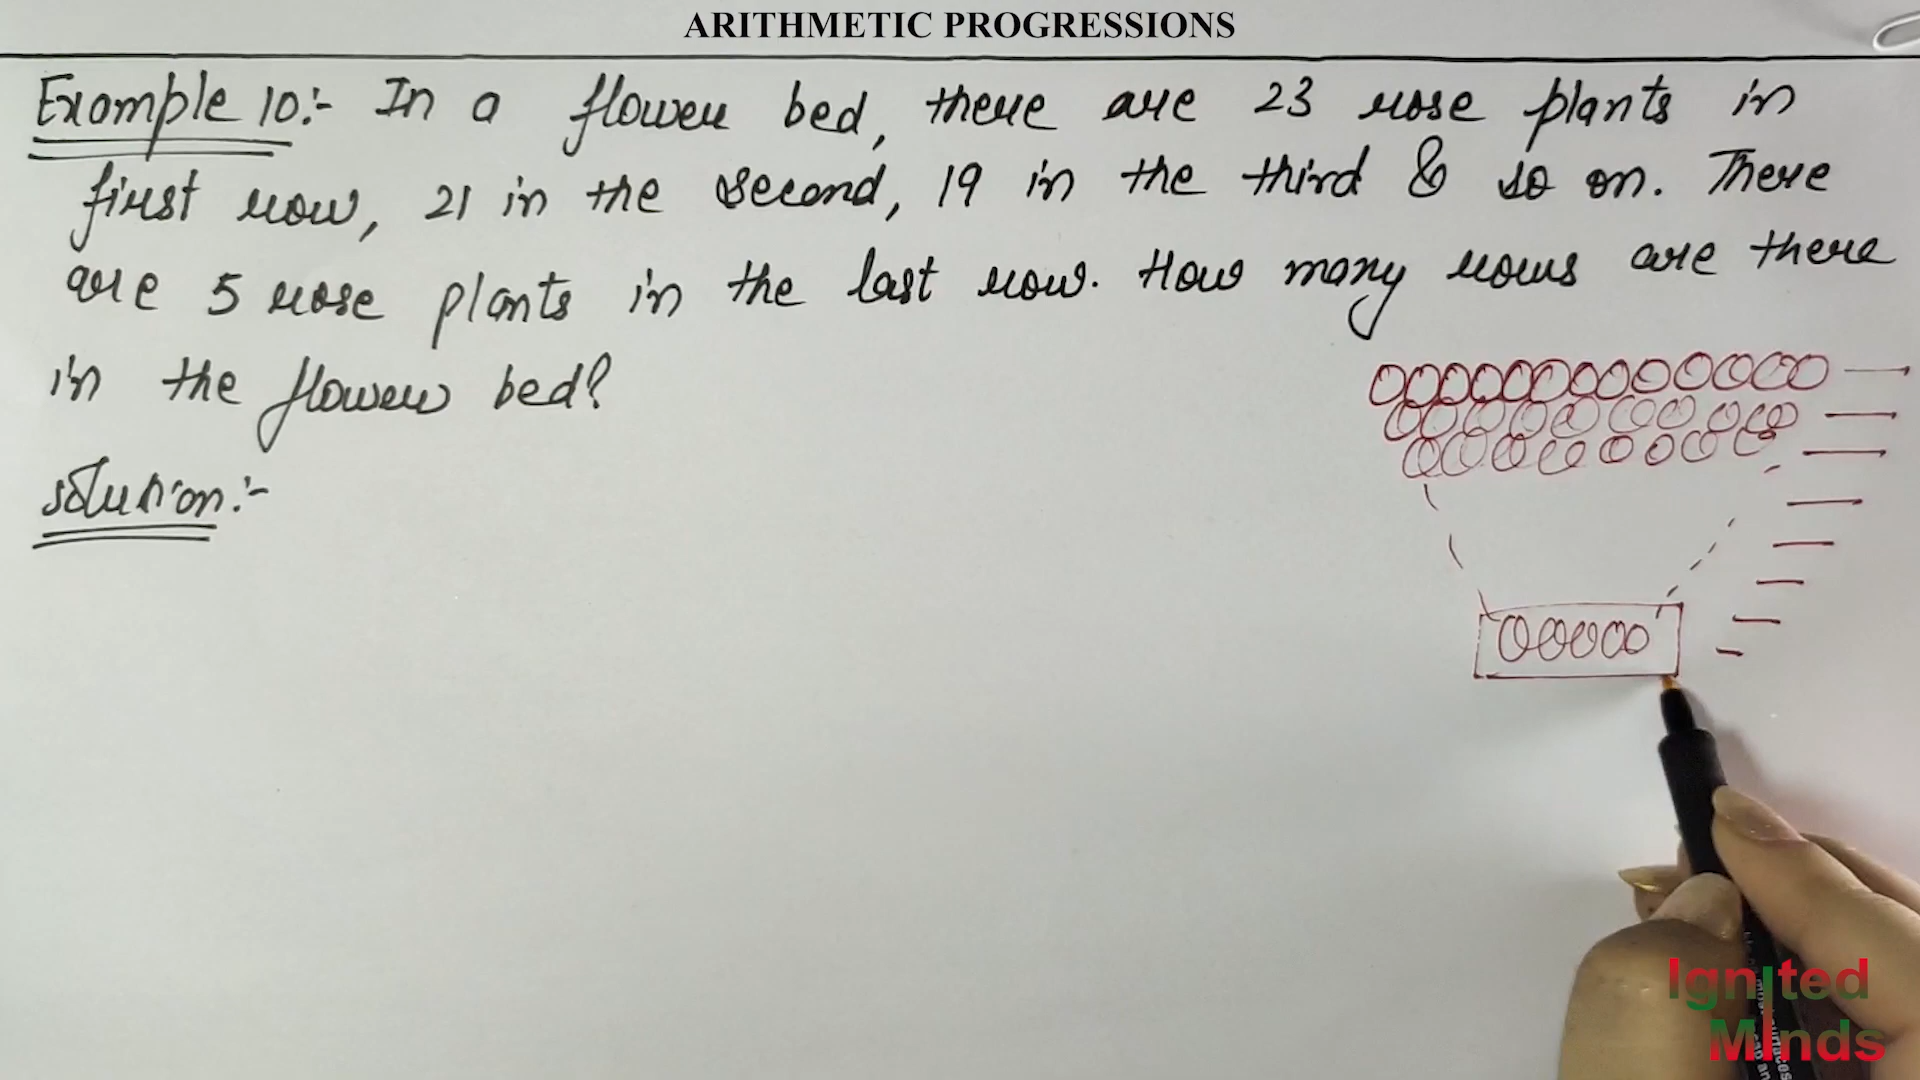 ARITHMETIC PROGRESSIONS
Example 10:- In a flower bed, there are 23 rose plants in
first row, 21 in the second, 19 in the third & so on. There
are 5 rose plants in the last row. How many rows are there
in the flower bed?
Solution:-
Ignited
Minds